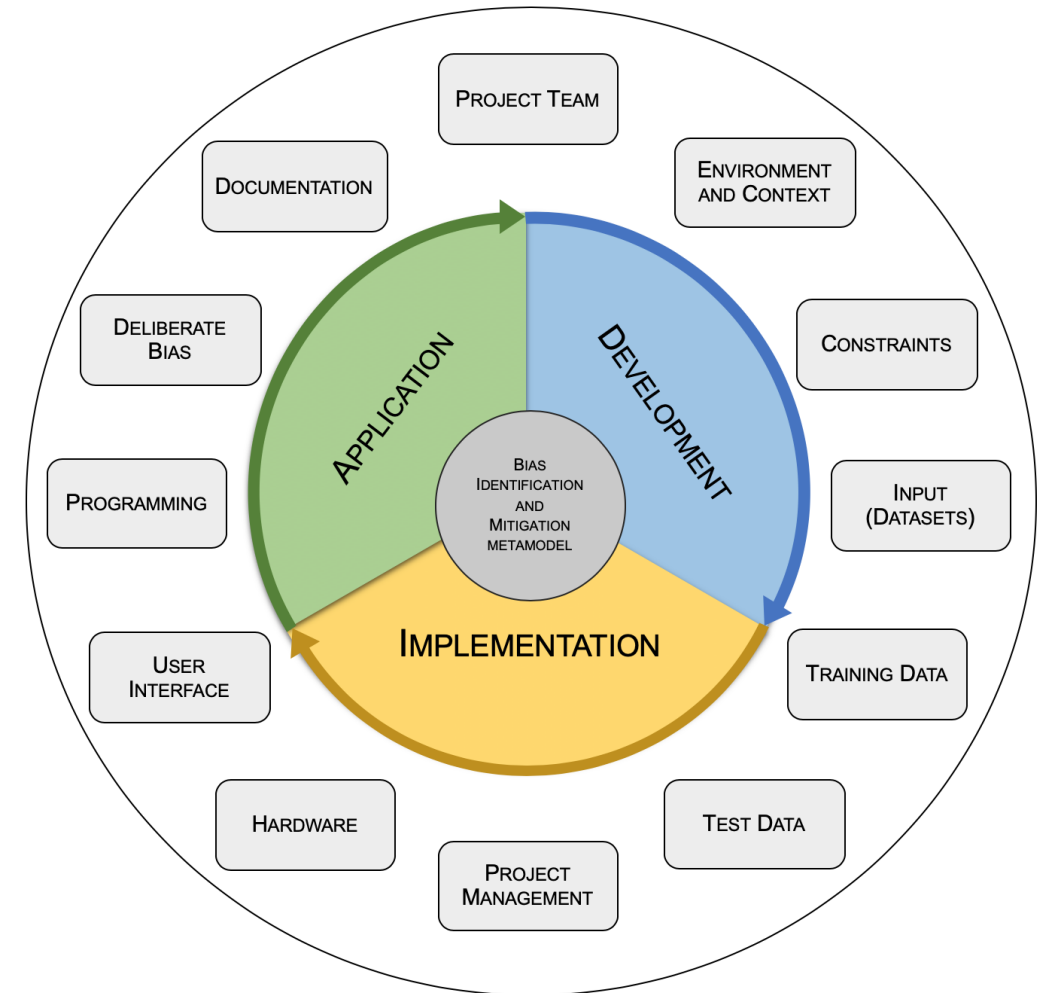 PROJECT TEAM
ENVIRONMENT
AND CONTEXT
CONSTRAINTS
INPUT
(DATASETS)
TRAINING DATA
TEST DATA
PROJECT
MANAGEMENT
HARDWARE
USER
INTERFACE
PROGRAMMING
DELIBERATE
BIAS
DOCUMENTATION
DEVELOPMENT
IMPLEMENTATION
APPLICATION
BIAS
IDENTIFICATION
AND
MITIGATION
METAMODEL